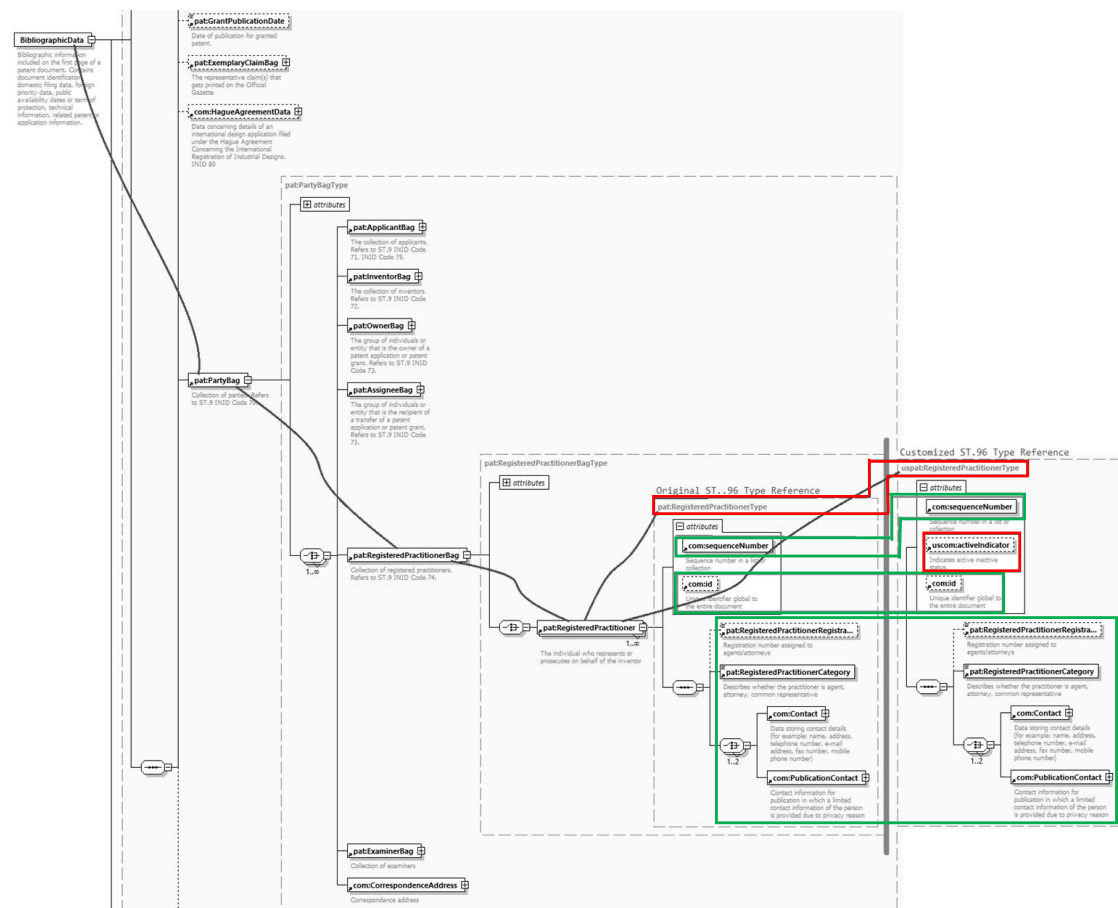 pat:GrantPublicationDate
Date of publication for granted
patent.
BibliographicData
Bibliographic information
included on the first page of a
patent document. Contains
document identification,
domestic filing data, foreign
priority data, public
availability dates or term of
protection, technical
information, related patent or
application information.
pat:ExemplaryClaimBag
The representative claim(s) that
gets printed on the Official
Gazette
com:HagueAgreementData
Data concerning details of an
international design application filed
under the Hague Agreement
Concerning the International
Registration of Industrial Designs.
INID 80
pat:PartyBagType
attributes
pat:ApplicantBag
The collection of applicants.
Refers to ST.9 INID Code
71, INID Code 75.
pat:InventorBag
The collection of inventors.
Refers to ST.9 INID Code
72.
pat:OwnerBag
The group of individuals or
entity that is the owner of a
patent application or patent
grant. Refers to ST.9 INID
Code 73.
pat:PartyBag
Collection of parties. Refers
to ST.9 INID Code 70.
pat:AssigneeBag
The group of individuals or
entity that is the recipient of
a transfer of a patent
application or patent grant.
Refers to ST.9 INID Code
73.
pat:RegisteredPractitionerBagType
attributes
Customized ST.96 Type Reference
uspat:RegisteredPractitionerType
attributes
com:sequenceNumber
Sequence number in a list or
collection
uscom:activeIndicator
Indicates active inactive
status
com:id
Unique identifier global to
the entire document
Original ST..96 Type Reference
pat:RegisteredPractitionerType
attributes
com:sequenceNumber
Sequence number in a list or
collection
com:id
Unique identifier global to
the entire document
pat:RegisteredPractitionerBag
1..∞
Collection of registered practitioners.
Refers to ST.9 INID Code 74.
pat:RegisteredPractitioner
1..∞
The individual who represents or
prosecutes on behalf of the inventor
pat:RegisteredPractitionerRegistra...
Registration number assigned to
agents/attorneys
pat:RegisteredPractitionerCategory
Describes whether the practitioner is agent,
attorney, common representative
com:Contact
Data storing contact details
(for example: name, address,
telephone number, e-mail
address, fax number, mobile
phone number)
1..2
com:PublicationContact
Contact information for
publication in which a limited
contact information of the person
is provided due to privacy reason
pat:RegisteredPractitionerRegistra...
Registration number assigned to
agents/attorneys
pat:RegisteredPractitionerCategory
Describes whether the practitioner is agent,
attorney, common representative
com:Contact
Data storing contact details
(for example: name, address,
telephone number, e-mail
address, fax number, mobile
phone number)
1..2
com:PublicationContact
Contact information for
publication in which a limited
contact information of the person
is provided due to privacy reason
pat:ExaminerBag
Collection of examiners
com:CorrespondenceAddress
Correspondence address